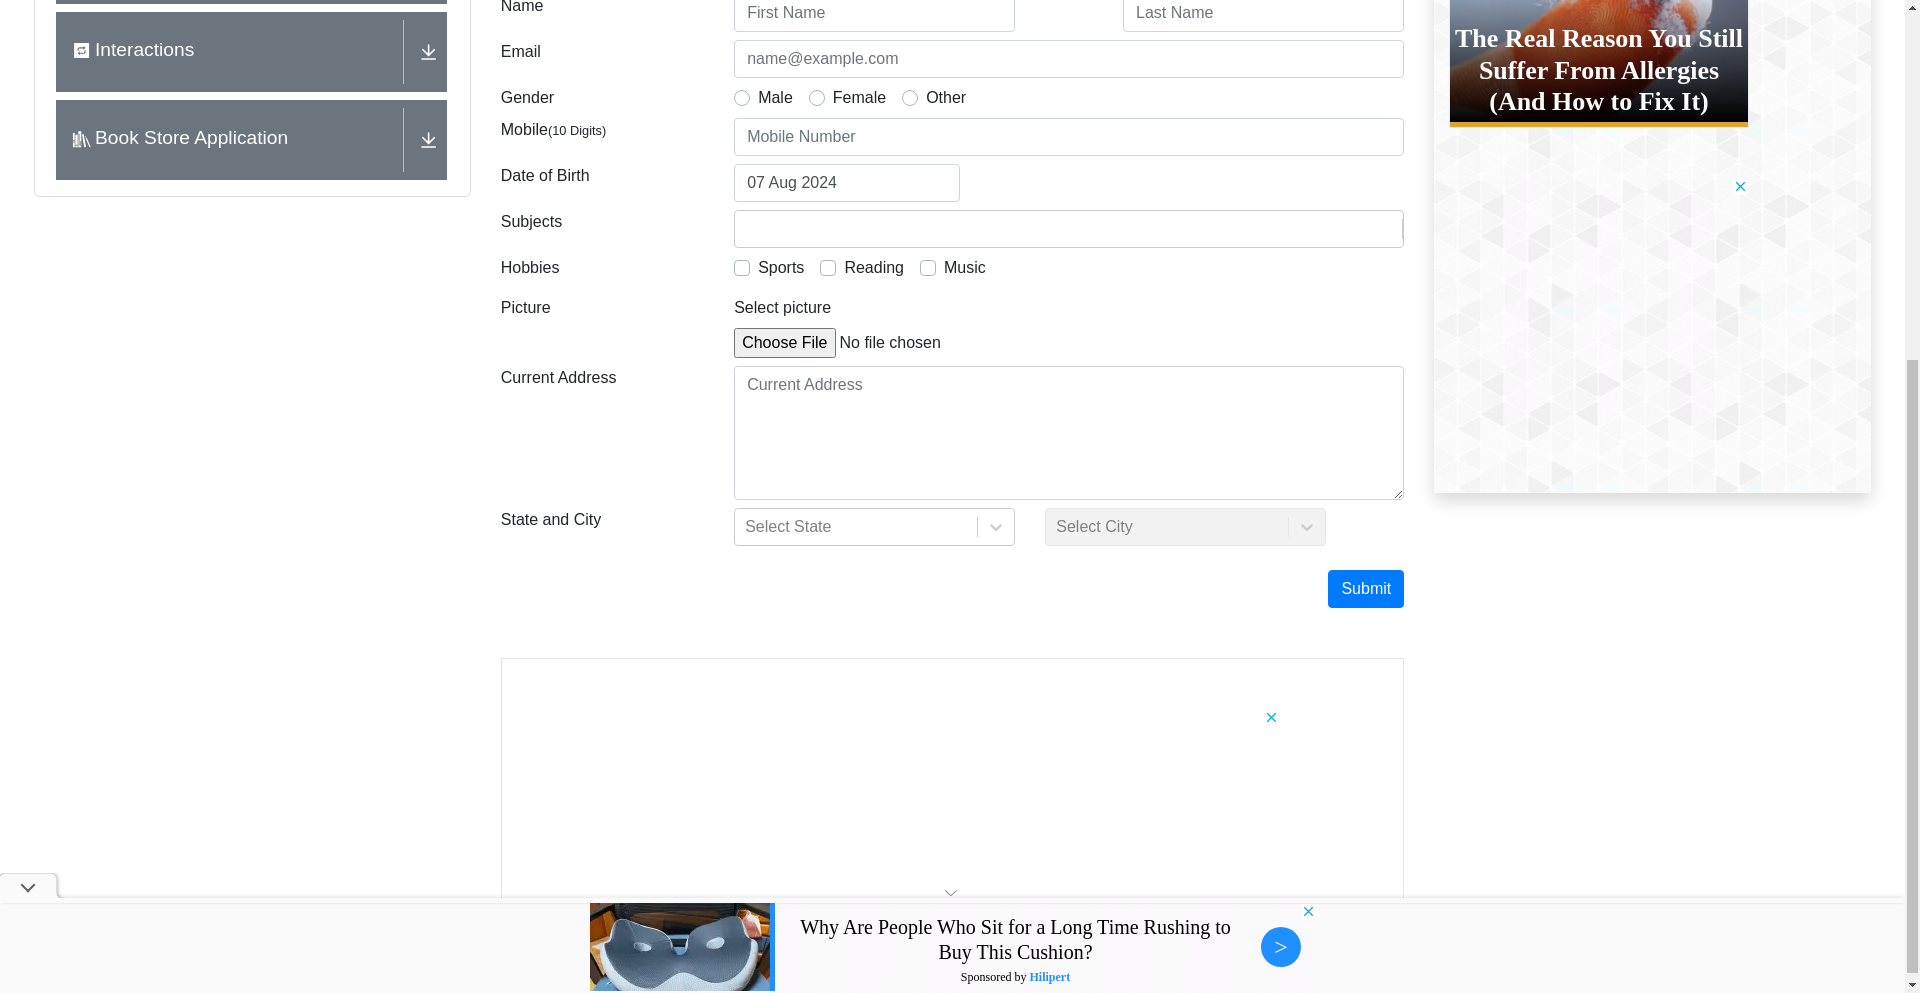 Name
First Name
Last Name
Email
name@example.com
Gender
Male
Female
Other
Mobile(10 Digits)
Mobile Number
Date of Birth
07 Aug 2024
Subjects
Hobbies
Sports
Reading
Music
Picture
Select picture
Choose File
No file chosen
Current Address
Current Address
State and City
Select State
Select City
Submit
Interactions
Book Store Application
The Real Reason You Still
Suffer From Allergies
(And How to Fix It)
Why Are People Who Sit for a Long Time Rushing to
Buy This Cushion?
Sponsored by Hilipert
>